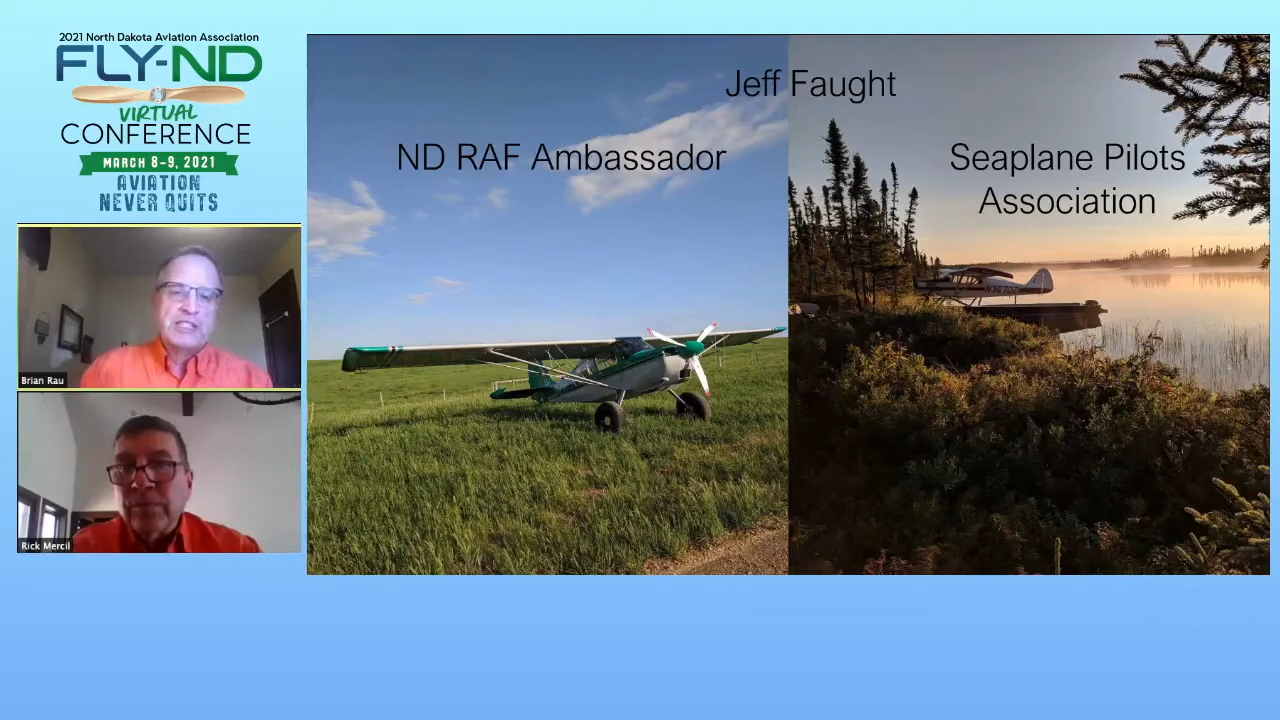 2021 North Dakota Aviation Association
FLY-ND
VIRTUAL
CONFERENCE
MARCH 8-9, 2021
AVIATION
NEVER QUITS
Brian Rau
Rick Mercil
Jeff Faught
ND RAF Ambassador
Seaplane Pilots
Association